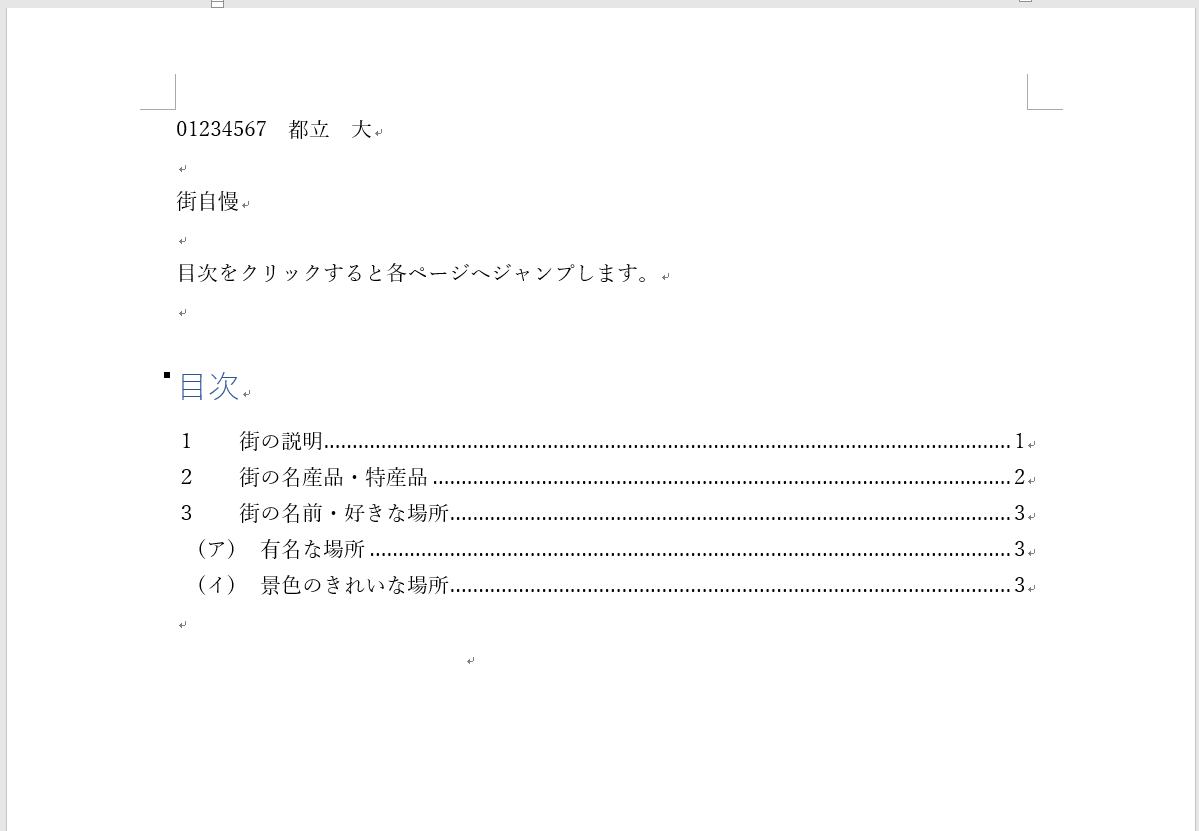 01234567　都立　大
街自慢
目次をクリックすると各ページへジャンプします。
目次
1　街の説明........................................1
2　街の名産品・特産品........................................2
3　街の名前・好きな場所........................................3
（ア）　有名な場所........................................3
（イ）　景色のきれいな場所........................................3